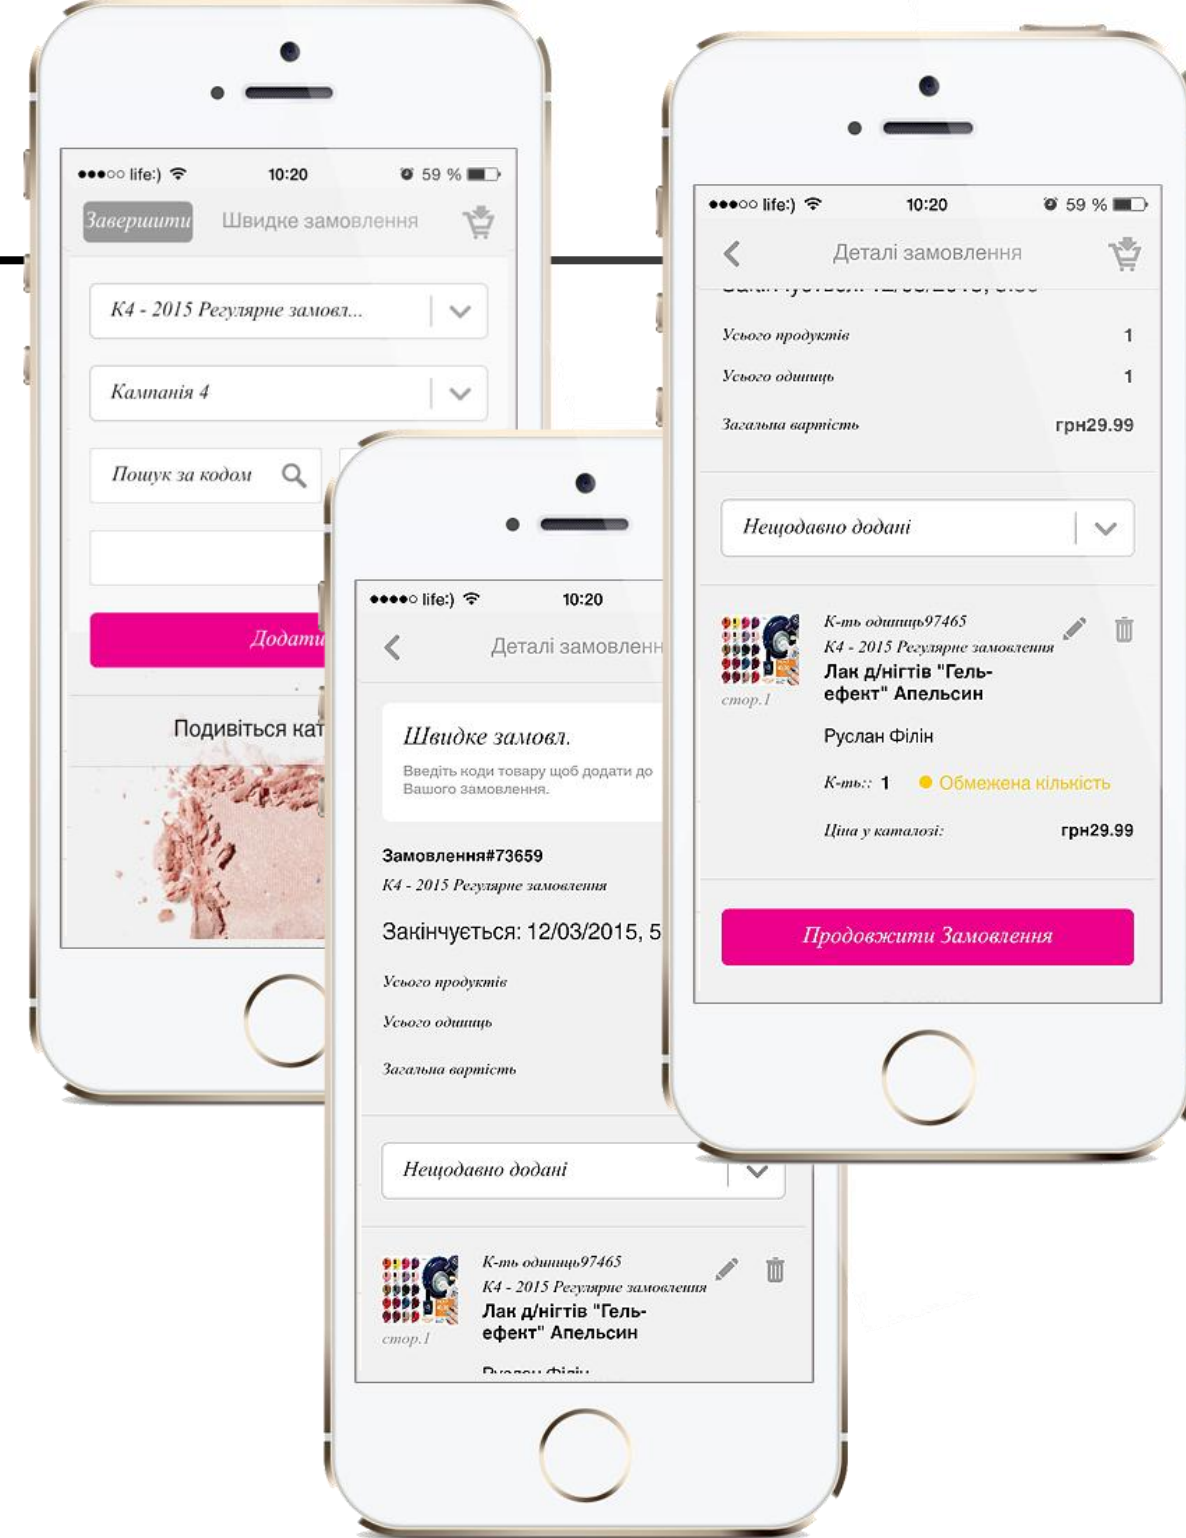 life:) 10:20 59 %
Завершити Швидке замовлення
К4 - 2015 Регулярне замовл...
Кампанія 4
Пошук за кодом
Додати
Подивіться кат
life:) 10:20
Деталі замовленн
Швидке замовл.
Введіть коди товару щоб додати до
Вашого замовлення.
Замовлення#73659
К4 - 2015 Регулярне замовлення
Закінчується: 12/03/2015, 5
Усього продуктів
Усього одиниць
Загальна вартість
Нещодавно додані
К-ть одиниць97465
К4 - 2015 Регулярне замовлення
Лак д/нігтів "Гель-
ефект" Апельсин
стор.1
Руслан Філін
life:) 10:20 59 %
Деталі замовлення
Усього продуктів 1
Усього одиниць 1
Загальна вартість грн29.99
Нещодавно додані
К-ть одиниць97465
К4 - 2015 Регулярне замовлення
Лак д/нігтів "Гель-
ефект" Апельсин
стор.1
Руслан Філін
К-ть:: 1 Обмежена кількість
Ціна у каталозі: грн29.99
Продовжити Замовлення